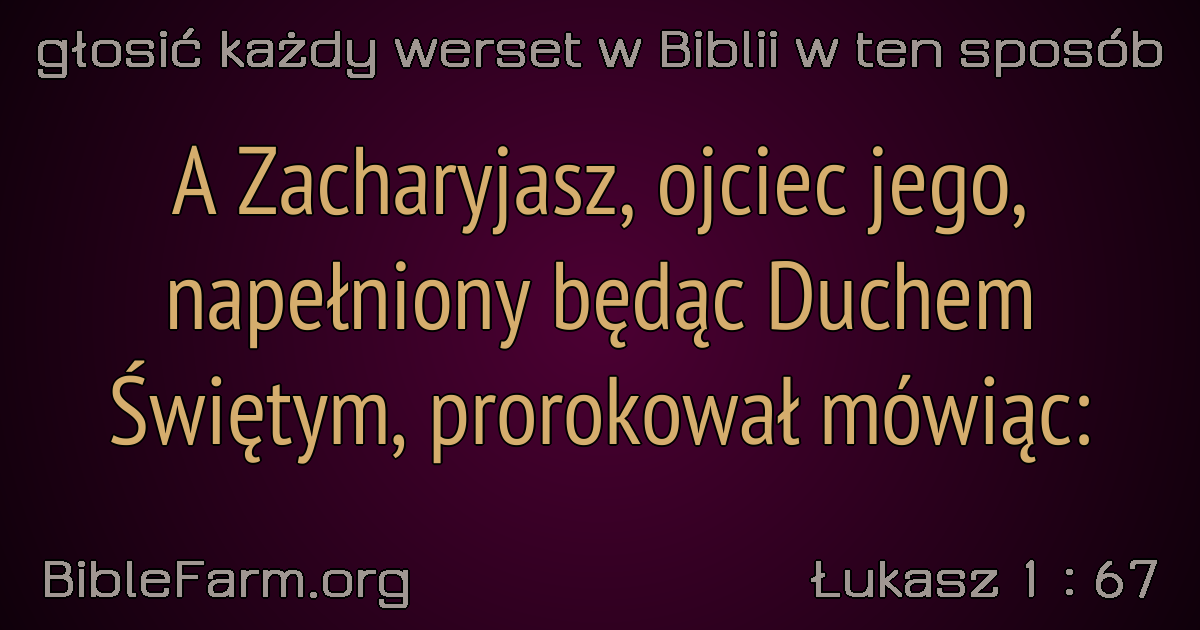 głosić każdy werset w Biblii w ten sposób
A Zacharyjasz, ojciec jego,
napełniony będąc Duchem
Świętym, prorokował mówiąc:
BibleFarm.org
Łukasz 1 : 67